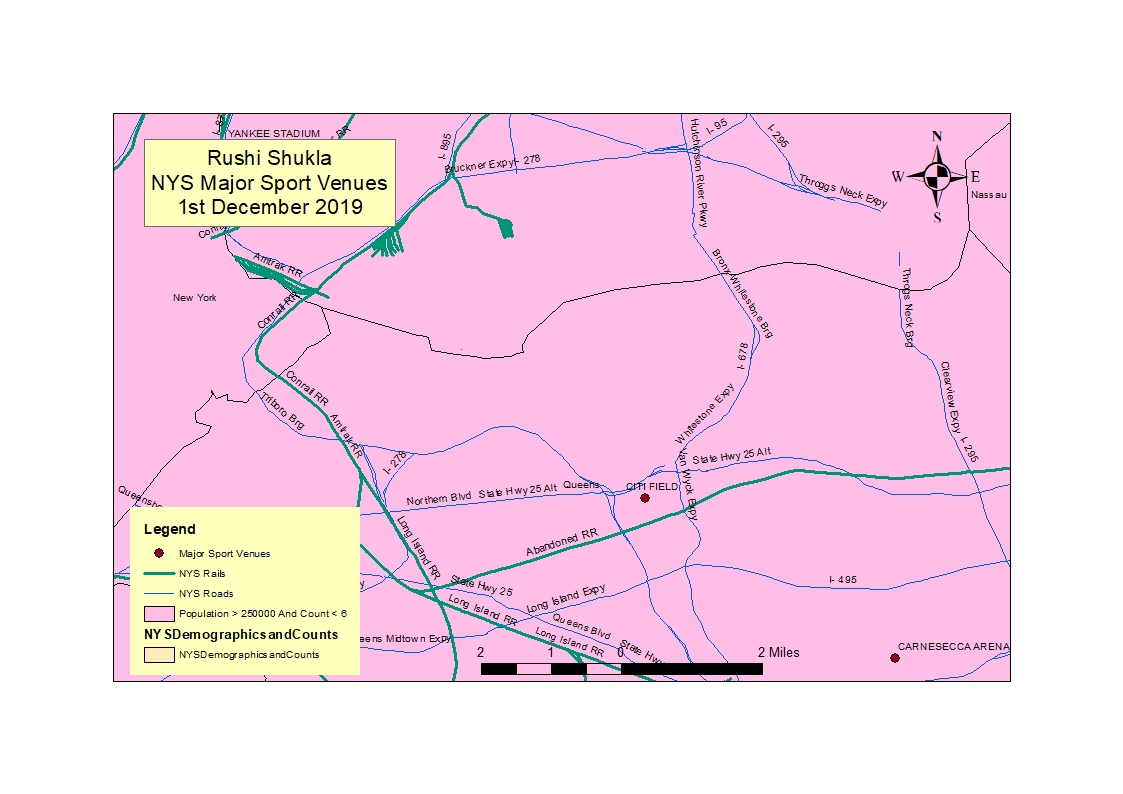 I- 87
YANKEE STADIUM
RR
Rushi Shukla
NYS Major Sport Venues
1st December 2019
I- 895
Bruckner Expy I- 278
Hutchinson River Pkwy
I- 95
I- 295
Throggs Neck Expy
N
W
E
S
Nassau
Amtrak RR
New York
Conrail RR
Bronx Whitestone Brg
Throgs Neck Brg
I- 678
Conrail RR
Triboro Brg
Amtrak RR
Whitestone Expy
Clearview Expy I- 295
I- 278
State Hwy 25 Alt
Northern Blvd State Hwy 25 Alt Queens
CITI FIELD
Van Wyck Expy
Long Island RR
Abandoned RR
State Hwy 25
Long Island Expy
I- 495
Long Island RR
Queens Blvd
State Hwy
Long Island RR
eens Midtown Expy
CARNESECCA ARENA
Legend
Major Sport Venues
NYS Rails
NYS Roads
Population > 250000 And Count < 6
NYSDemographicsandCounts
NYSDemographicsandCounts
2 1 0 2 Miles